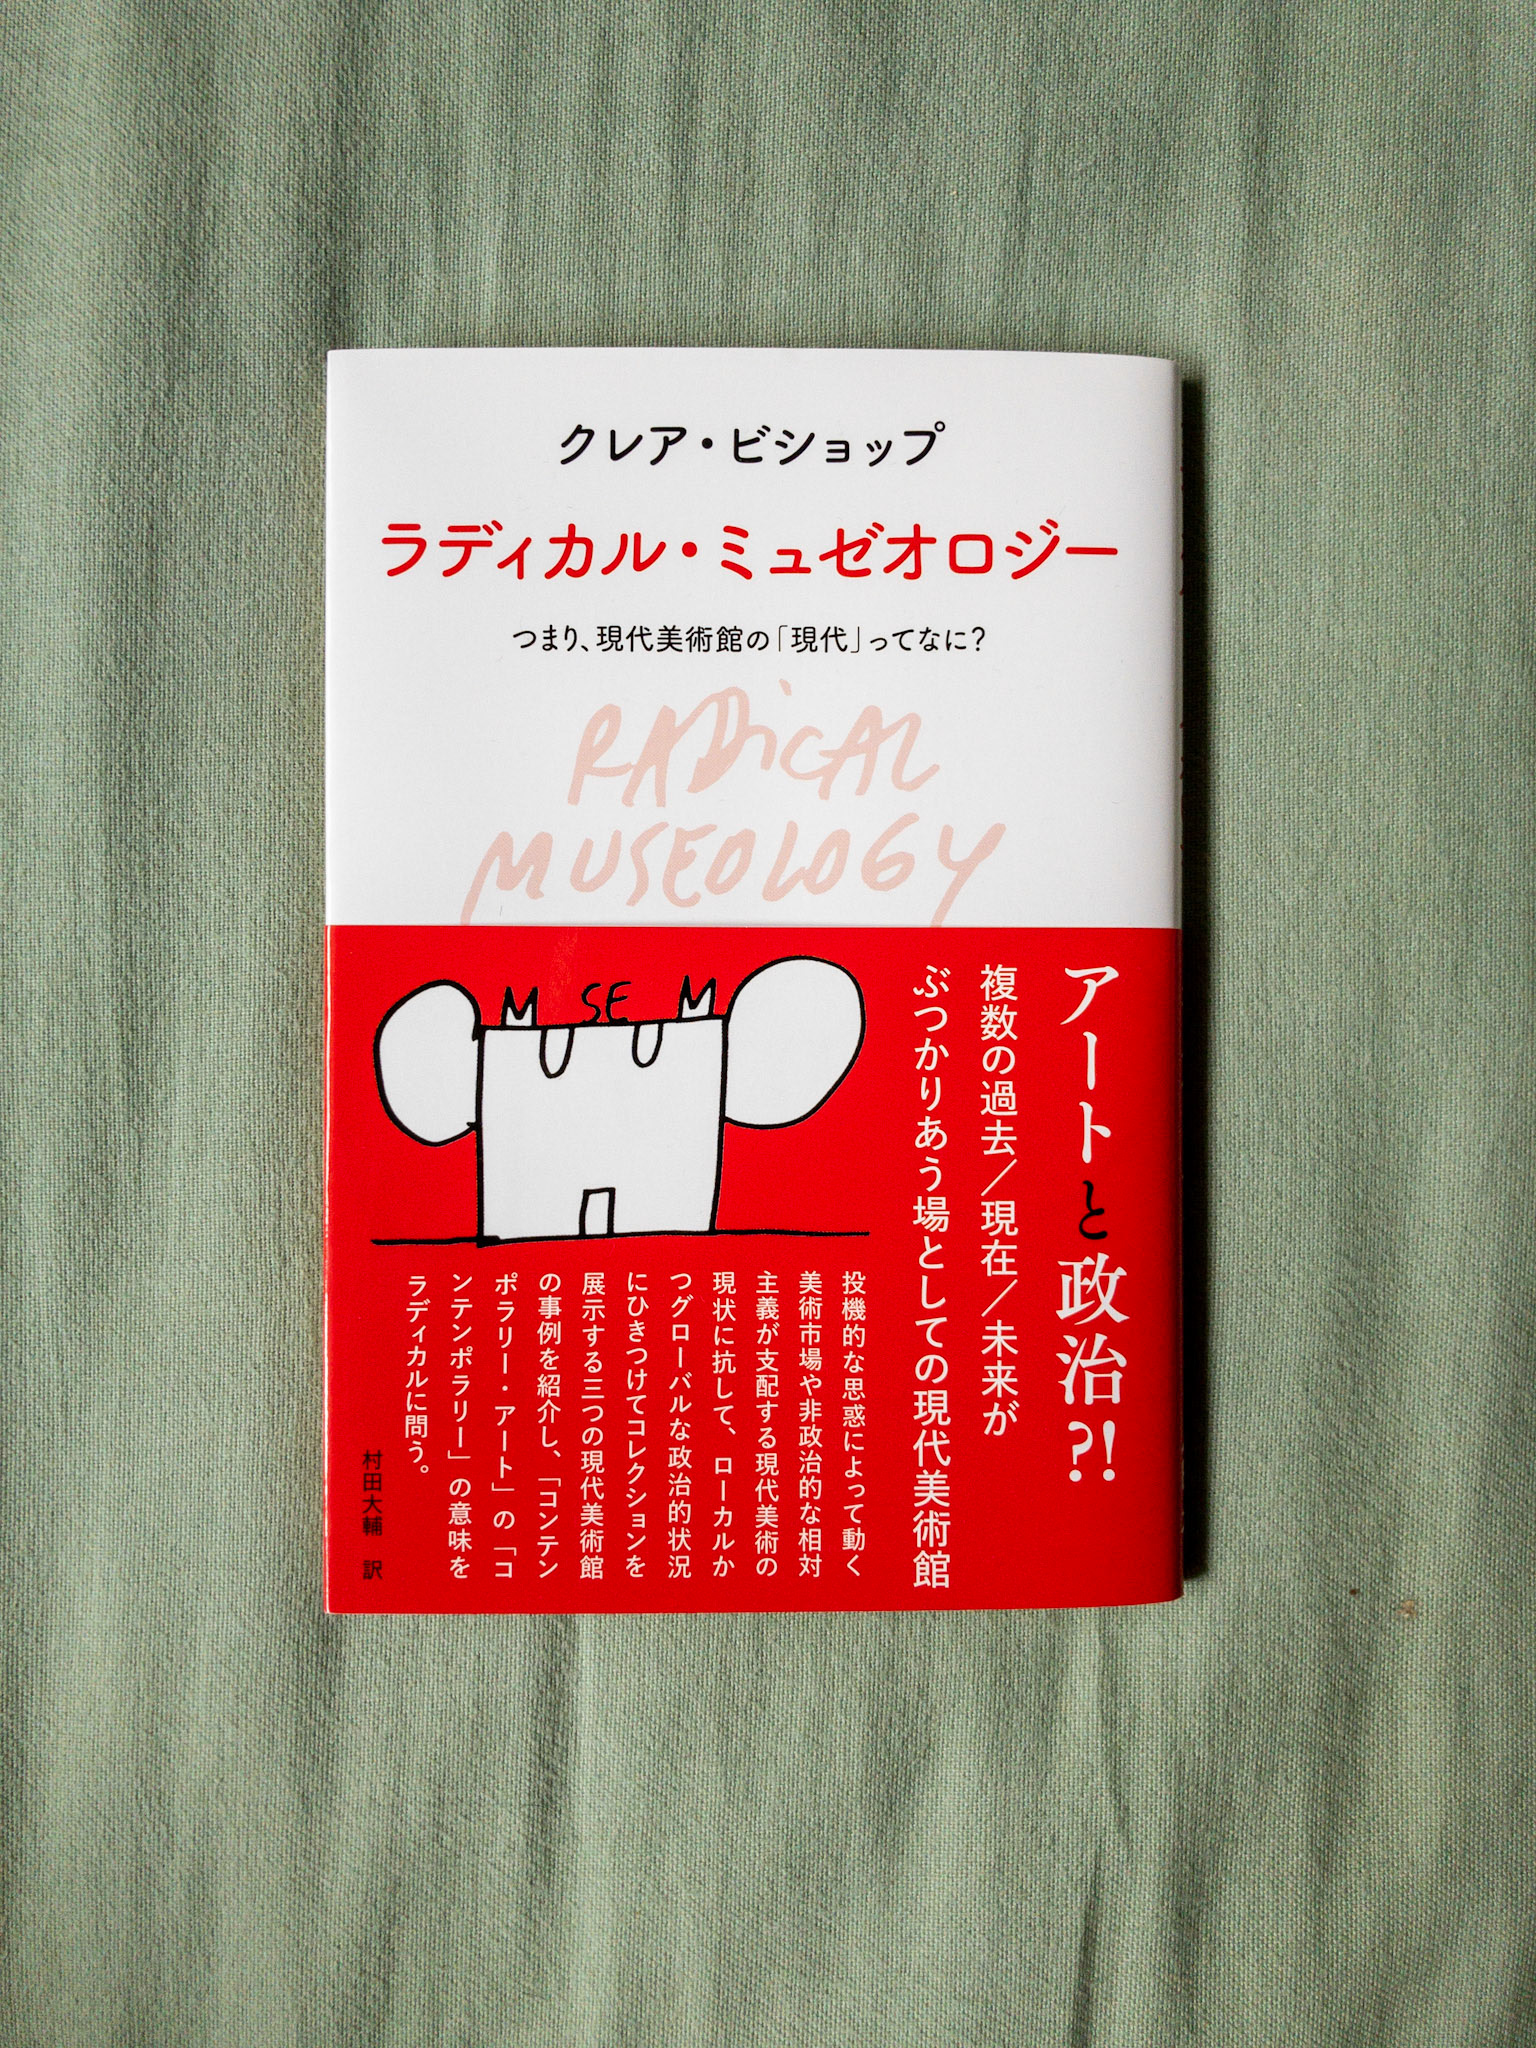 クレア・ビショップ
ラディカル・ミュゼオロジー
つまり、現代美術館の「現代」ってなに?
RADiCAL
MUSEOLOGY
M SE M
アートと政治?!
複数の過去/現在/未来が
ぶつかりあう場としての現代美術館
投機的な思惑によって動く
美術市場や非政治的な相対
主義が支配する現代美術の
現状に抗して、ローカルか
つグローバルな政治的状況
にひきつけてコレクションを
展示する三つの現代美術館
の事例を紹介し、「コンテン
ポラリー・アート」の「コ
ンテンポラリー」の意味を
ラディカルに問う。
村田大輔 訳